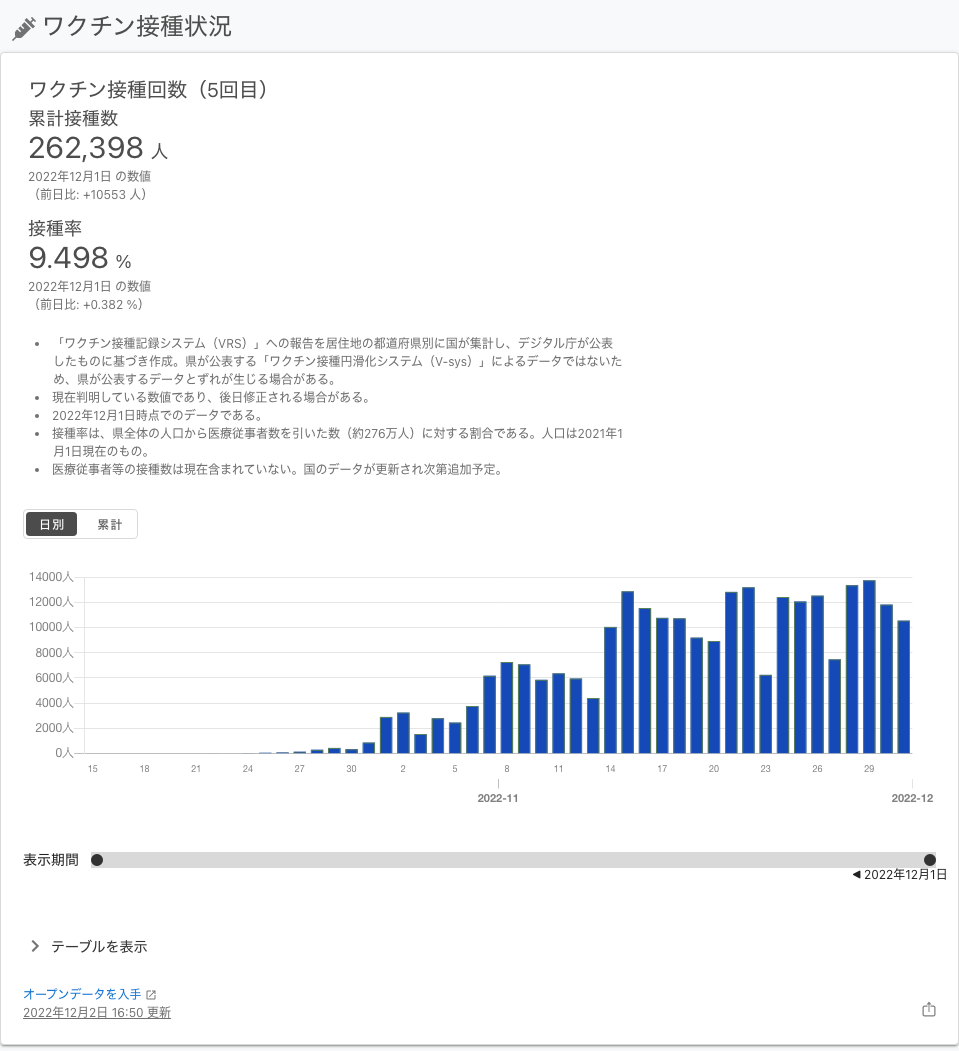 ワクチン接種状況
ワクチン接種回数（5回目）
累計接種数
262,398 人
2022年12月1日 の数値
（前日比: +10553 人）
接種率
9.498 %
2022年12月1日 の数値
（前日比: +0.382 %）
• 「ワクチン接種記録システム（VRS）」への報告を居住地の都道府県別に国が集計し、デジタル庁が公表
したものに基づき作成。県が公表する「ワクチン接種円滑化システム（V-sys）」によるデータではないた
め、県が公表するデータとずれが生じる場合がある。
• 現在判明している数値であり、後日修正される場合がある。
• 2022年12月1日時点でのデータである。
• 接種率は、県全体の人口から医療従事者数を引いた数（約276万人）に対する割合である。人口は2021年1
月1日現在のもの。
• 医療従事者等の接種数は現在含まれていない。国のデータが更新され次第追加予定。
日別 累計
14000人
12000人
10000人
8000人
6000人
4000人
2000人
0人
15 18 21 24 27 30 2 5 8 11 14 17 20 23 26 29
2022-11 2022-12
表示期間
◀ 2022年12月1日
テーブルを表示
オープンデータを入手
2022年12月2日 16:50 更新